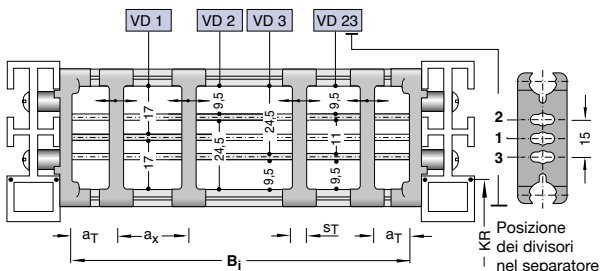 VD 1 VD 2 VD 3 VD 23
17
17
9,5
24,5
24,5
9,5
9,5
11
9,5
2
1
3
15
aT
ax
sT
aT
Bi
KR
Posizione
dei divisori
nel separatore